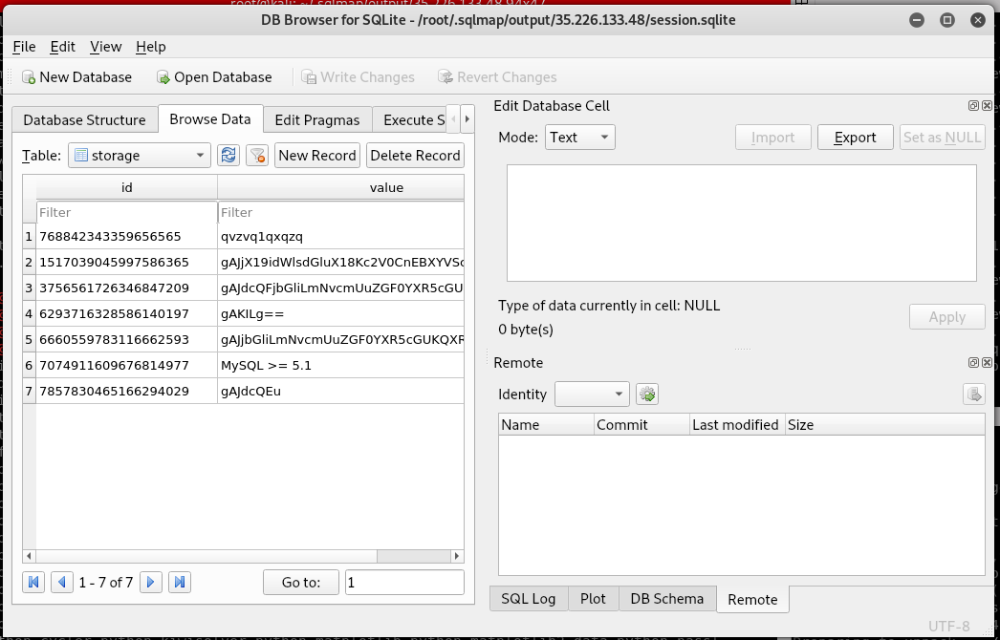 DB Browser for SQLite - /root/.sqlmap/output/35.226.133.48/session.sqlite
File Edit View Help
New Database Open Database Write Changes Revert Changes
Database Structure Browse Data Edit Pragmas Execute S
Table: storage New Record Delete Record
id value
Filter Filter
1 768842343359656565 qvzvq1qxqzq
2 1517039045997586365 gAJjX19idWlsdGluX18Kc2V0CnEBXYVSc
3 3756561726346847209 gAJdcQFjbGliLmNvcmUuZGF0YXR5cGU
4 6293716328586140197 gAKILg==
5 6660559783116662593 gAJjbGliLmNvcmUuZGF0YXR5cGUKQXR
6 7074911609676814977 MySQL >= 5.1
7 7857830465166294029 gAJdcQEu
1 - 7 of 7 Go to: 1
Edit Database Cell
Mode: Text Import Export Set as NULL
Type of data currently in cell: NULL
0 byte(s)
Apply
Remote
Identity
Name Commit Last modified Size
SQL Log Plot DB Schema Remote
UTF-8